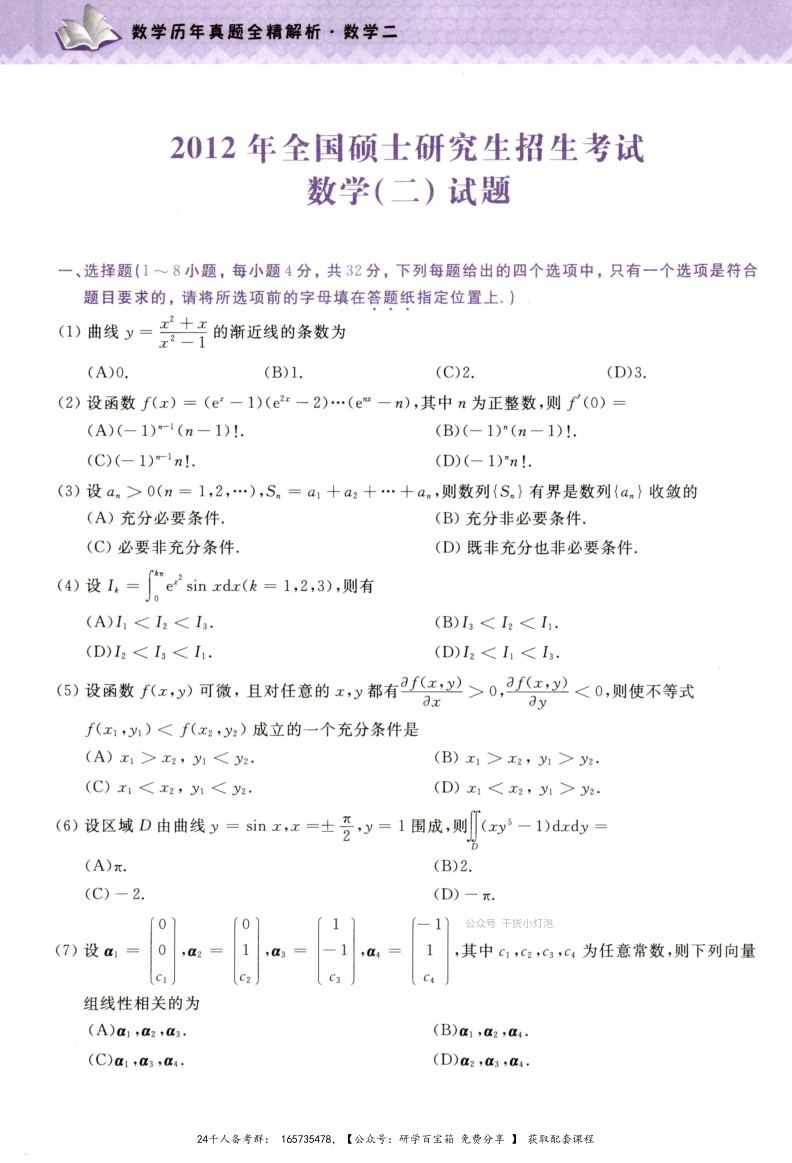 数学历年真题全精解析·数学二
2012 年全国硕士研究生招生考试
数学(二)试题
一、选择题(1～8小题，每小题4分，共32分，下列每题给出的四个选项中，只有一个选项是符合
题目要求的，请将所选项前的字母填在答题纸指定位置上.)
(1) 曲线 y = (x² + x)/(x² − 1) 的渐近线的条数为
(A)0. (B)1. (C)2. (D)3.
(2) 设函数 f(x) = (eˣ − 1)(e²ˣ − 2)⋯(eⁿˣ − n),其中 n 为正整数,则 f′(0) =
(A)(− 1)ⁿ⁻¹(n − 1)!. (B)(− 1)ⁿ(n − 1)!.
(C)(− 1)ⁿ⁻¹n!. (D)(− 1)ⁿn!.
(3) 设 aₙ > 0(n = 1,2,⋯),Sₙ = a₁ + a₂ + ⋯ + aₙ,则数列{Sₙ}有界是数列{aₙ}收敛的
(A) 充分必要条件. (B) 充分非必要条件.
(C) 必要非充分条件. (D) 既非充分也非必要条件.
(4) 设 Iₖ = ∫₀^{kπ} e^{x²} sin xdx(k = 1,2,3),则有
(A)I₁ < I₂ < I₃. (B)I₃ < I₂ < I₁.
(D)I₂ < I₃ < I₁. (D)I₂ < I₁ < I₃.
(5) 设函数 f(x,y) 可微，且对任意的 x,y 都有 ∂f(x,y)/∂x > 0, ∂f(x,y)/∂y < 0,则使不等式
f(x₁,y₁) < f(x₂,y₂) 成立的一个充分条件是
(A) x₁ > x₂，y₁ < y₂. (B) x₁ > x₂，y₁ > y₂.
(C) x₁ < x₂，y₁ < y₂. (D) x₁ < x₂，y₁ > y₂.
(6) 设区域 D 由曲线 y = sin x,x = ± π/2,y = 1 围成,则∬_D (xy⁵ − 1)dxdy =
(A)π. (B)2.
(C) − 2. (D) − π.
公众号 干货小灯泡
(7) 设 α₁ = (0, 0, c₁)ᵀ,α₂ = (0, 1, c₂)ᵀ,α₃ = (1, −1, c₃)ᵀ,α₄ = (−1, 1, c₄)ᵀ,其中 c₁,c₂,c₃,c₄ 为任意常数,则下列向量
组线性相关的为
(A)α₁,α₂,α₃. (B)α₁,α₂,α₄.
(C)α₁,α₃,α₄. (D)α₂,α₃,α₄.
24千人备考群： 165735478，【公众号：研学百宝箱 免费分享 】 获取配套课程